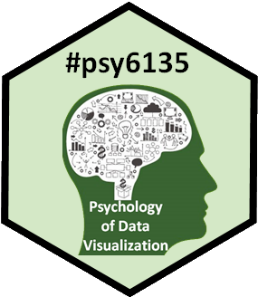 #psy6135
Psychology
of Data
Visualization